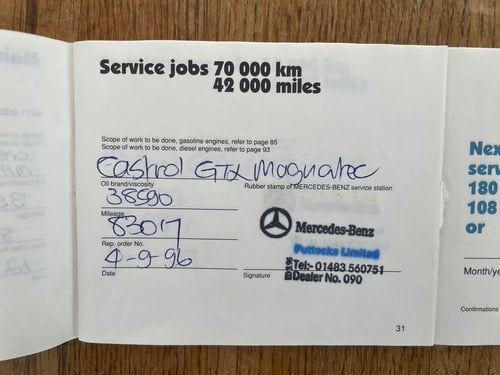 Service jobs 70 000 km
42 000 miles
Scope of work to be done, gasoline engines, refer to page 85
Scope of work to be done, diesel engines, refer to page 93
Castrol GTX Magnatec
Oil brand/viscosity
Rubber stamp of MERCEDES-BENZ service station
38590
Mileage
83017
Rep. order No.
4-9-96
Date
Signature
Mercedes-Benz
Puttocks Limited
Tel:- 01483 560751
Dealer No. 090
31
Nex
serv
180
108
or
Month/ye
Confirmations
Mai
with add